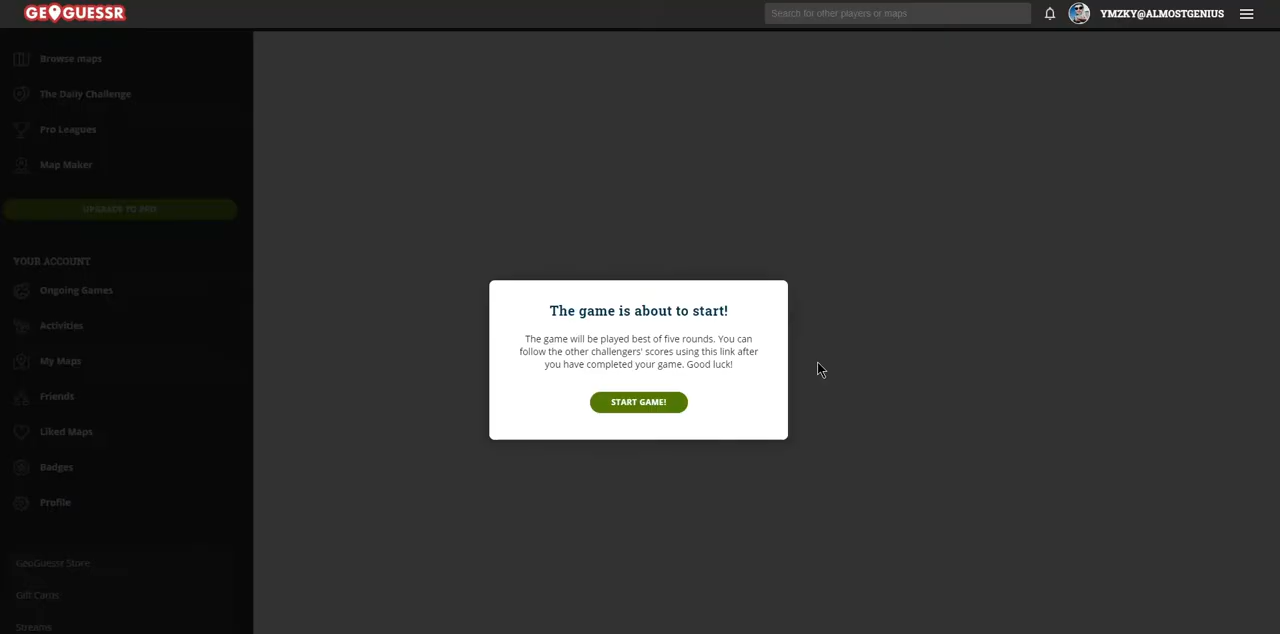 GEOGUESSR
Search for other players or maps
YMZKY@ALMOSTGENIUS
Browse maps
The Daily Challenge
Pro Leagues
Map Maker
UPGRADE TO PRO
YOUR ACCOUNT
Ongoing Games
Activities
My Maps
Friends
Liked Maps
Badges
Profile
GeoGuessr Store
Gift Cards
Streams
The game is about to start!
The game will be played best of five rounds. You can
follow the other challengers' scores using this link after
you have completed your game. Good luck!
START GAME!